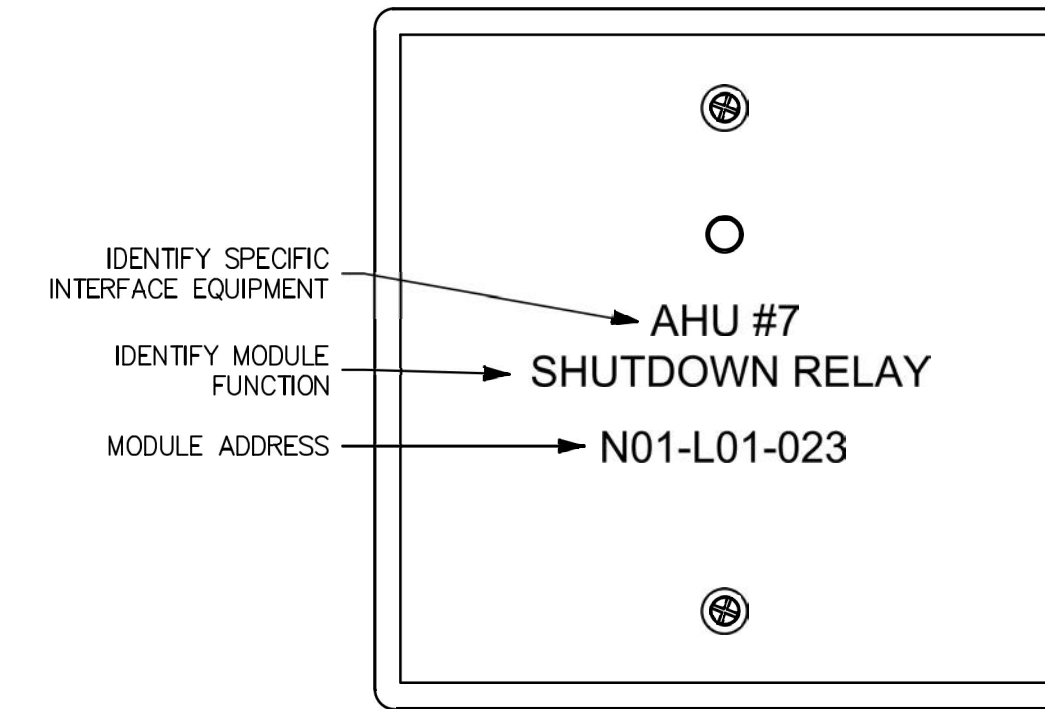 IDENTIFY SPECIFIC
INTERFACE EQUIPMENT
AHU #7
IDENTIFY MODULE
FUNCTION
SHUTDOWN RELAY
MODULE ADDRESS
N01-L01-023